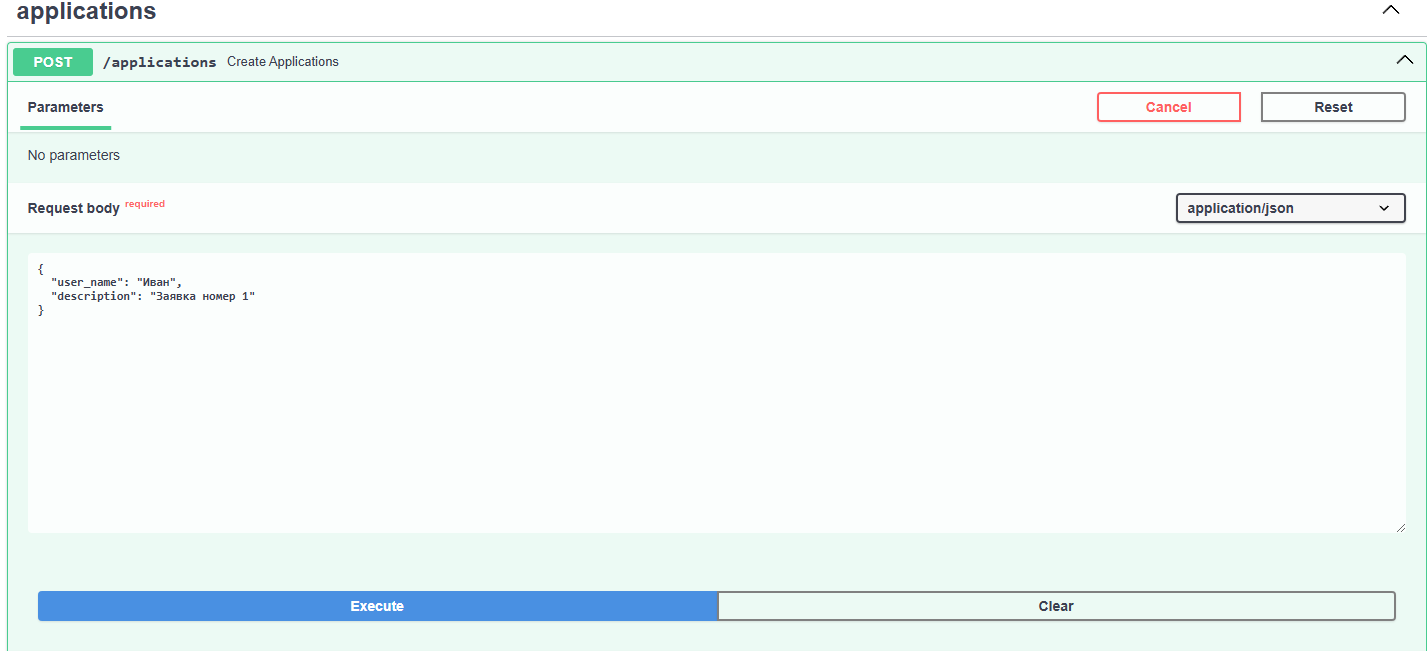 applications
POST /applications Create Applications
Parameters Cancel Reset
No parameters
Request body required application/json
{
"user_name": "Иван",
"description": "Заявка номер 1"
}
Execute Clear